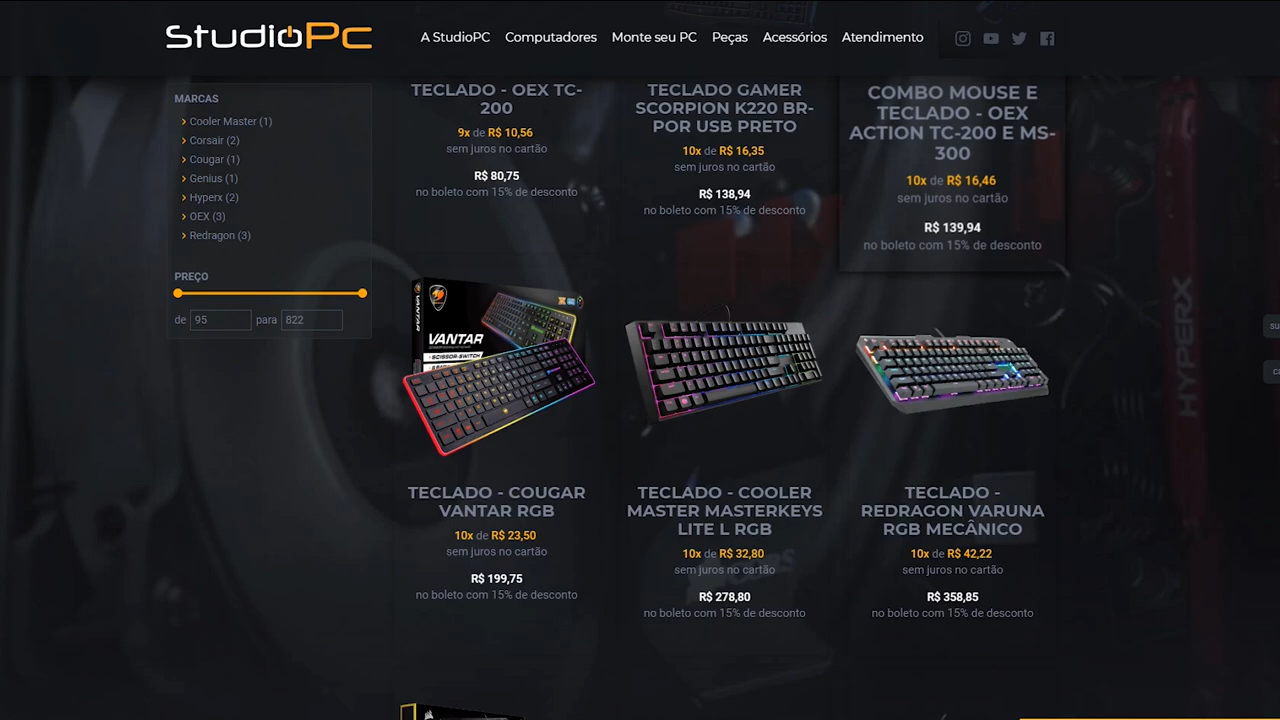 StudioPc
A StudioPC
Computadores
Monte seu PC
Peças
Acessórios
Atendimento
MARCAS
Cooler Master (1)
Corsair (2)
Cougar (1)
Genius (1)
Hyperx (2)
OEX (3)
Redragon (3)
PREÇO
de 95 para 822
TECLADO - OEX TC-
200
9x de R$ 10,56
sem juros no cartão
R$ 80,75
no boleto com 15% de desconto
TECLADO GAMER
SCORPION K220 BR-
POR USB PRETO
10x de R$ 16,35
sem juros no cartão
R$ 138,94
no boleto com 15% de desconto
COMBO MOUSE E
TECLADO - OEX
ACTION TC-200 E MS-
300
10x de R$ 16,46
sem juros no cartão
R$ 139,94
no boleto com 15% de desconto
VANTAR
SCISSOR-SWITCH
TECLADO - COUGAR
VANTAR RGB
10x de R$ 23,50
sem juros no cartão
R$ 199,75
no boleto com 15% de desconto
TECLADO - COOLER
MASTER MASTERKEYS
LITE L RGB
10x de R$ 32,80
sem juros no cartão
R$ 278,80
no boleto com 15% de desconto
TECLADO -
REDRAGON VARUNA
RGB MECÂNICO
10x de R$ 42,22
sem juros no cartão
R$ 358,85
no boleto com 15% de desconto
HYPERX